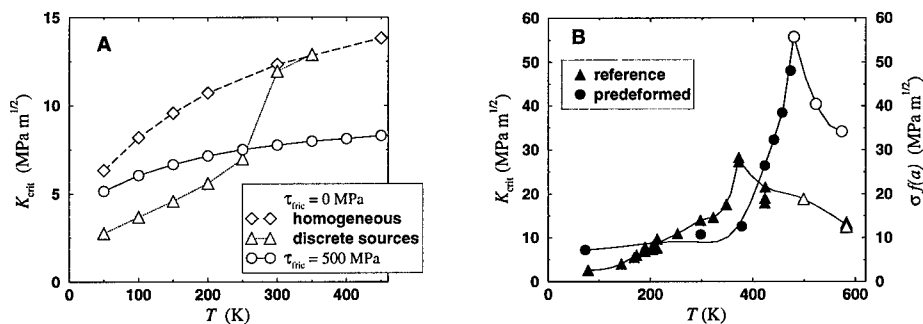 A
15
10
5
0
K_crit (MPa m^1/2)
0 100 200 300 400
T (K)
τ_fric = 0 MPa
homogeneous
discrete sources
τ_fric = 500 MPa
B
60
50
40
30
20
10
0
K_crit (MPa m^1/2)
reference
predeformed
0 200 400 600
T (K)
60
50
40
30
20
10
0
σ f(a) (MPa m^1/2)